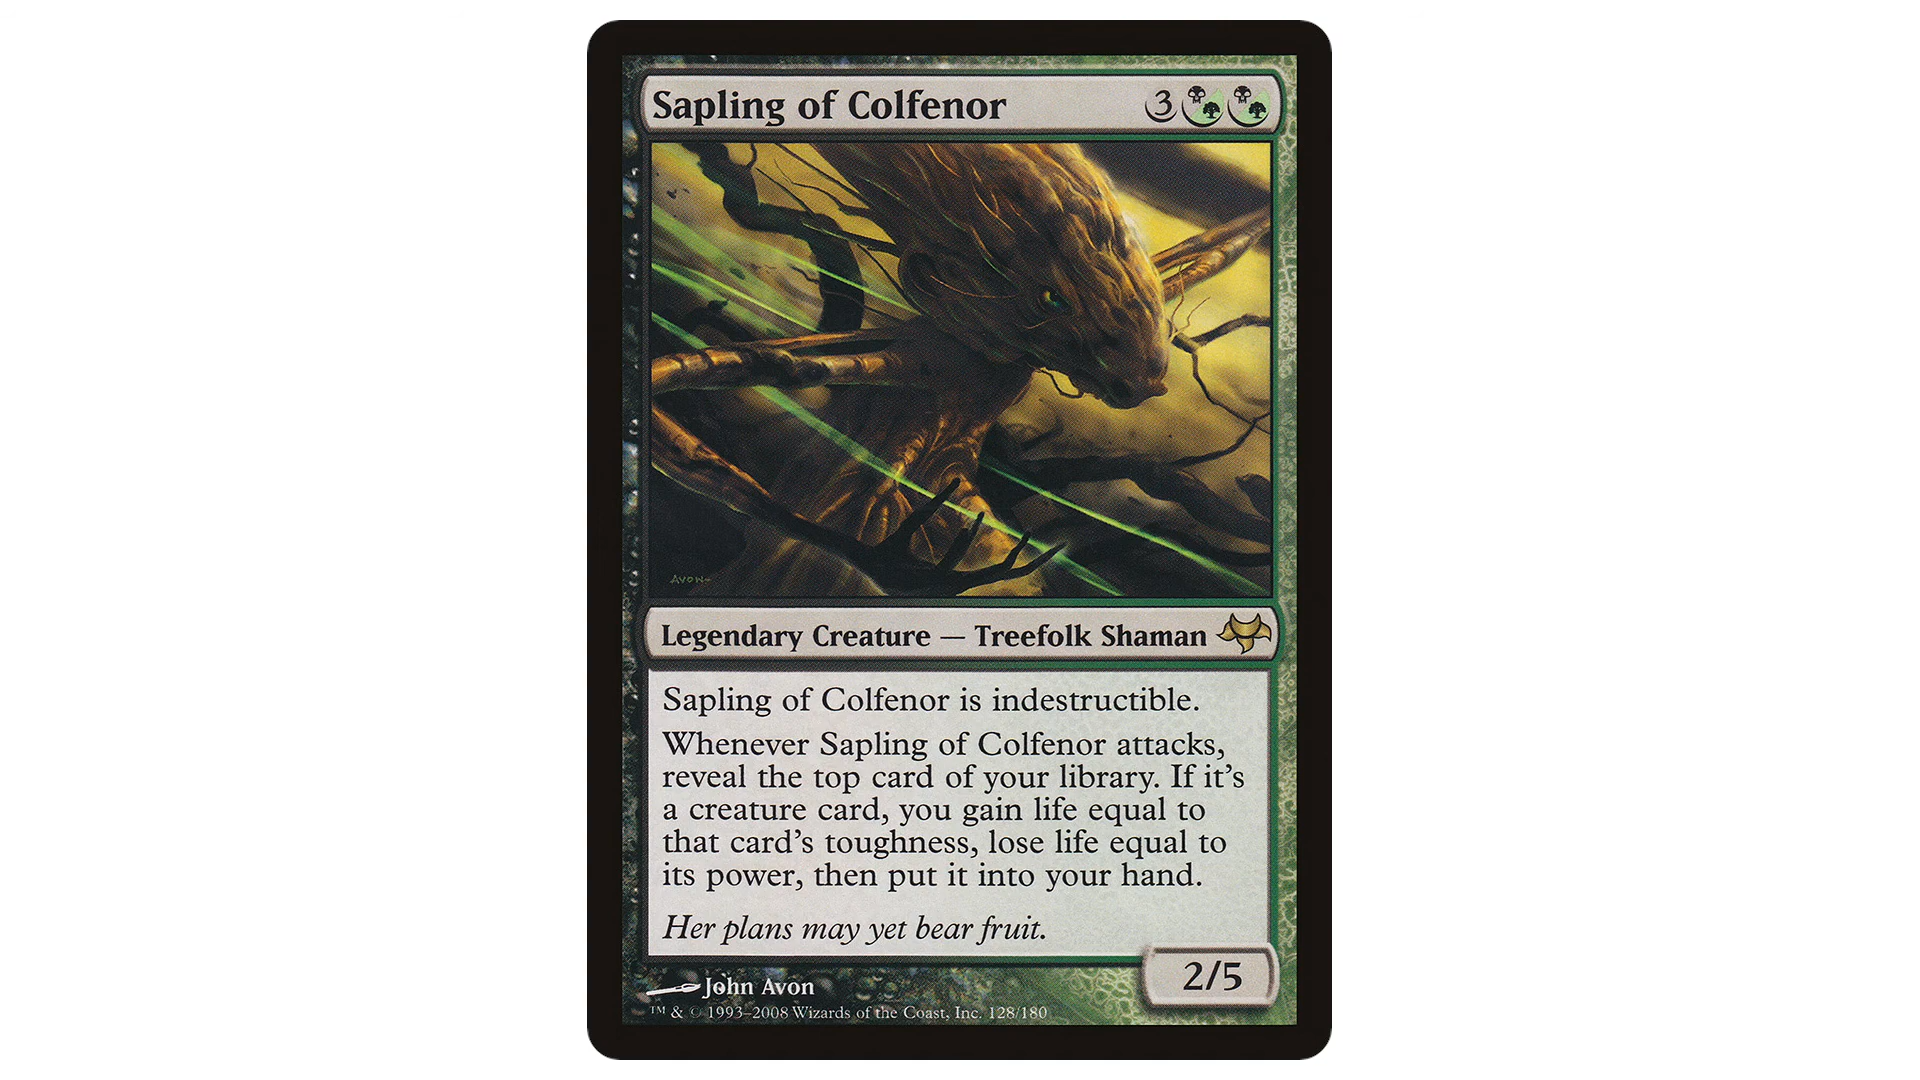 Sapling of Colfenor 3
AVON
Legendary Creature — Treefolk Shaman
Sapling of Colfenor is indestructible.
Whenever Sapling of Colfenor attacks,
reveal the top card of your library. If it's
a creature card, you gain life equal to
that card's toughness, lose life equal to
its power, then put it into your hand.
Her plans may yet bear fruit.
2/5
John Avon
™ & © 1993–2008 Wizards of the Coast, Inc. 128/180